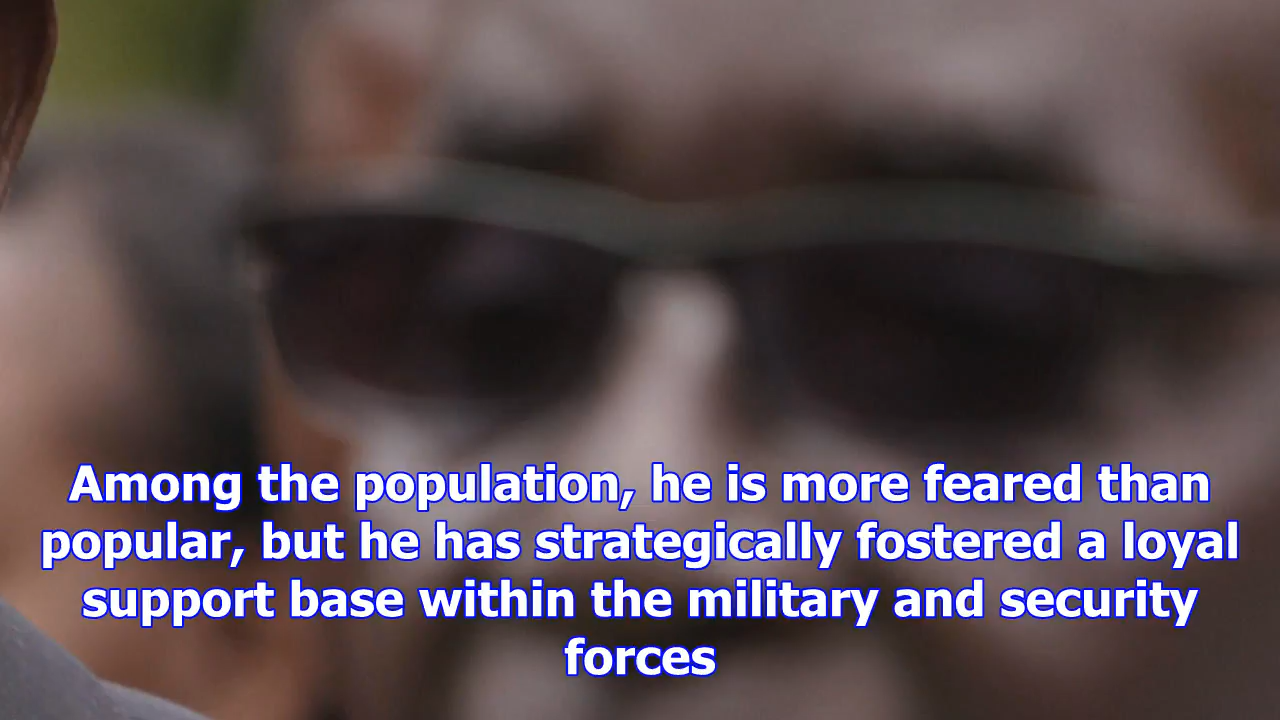 Among the population, he is more feared than
popular, but he has strategically fostered a loyal
support base within the military and security
forces